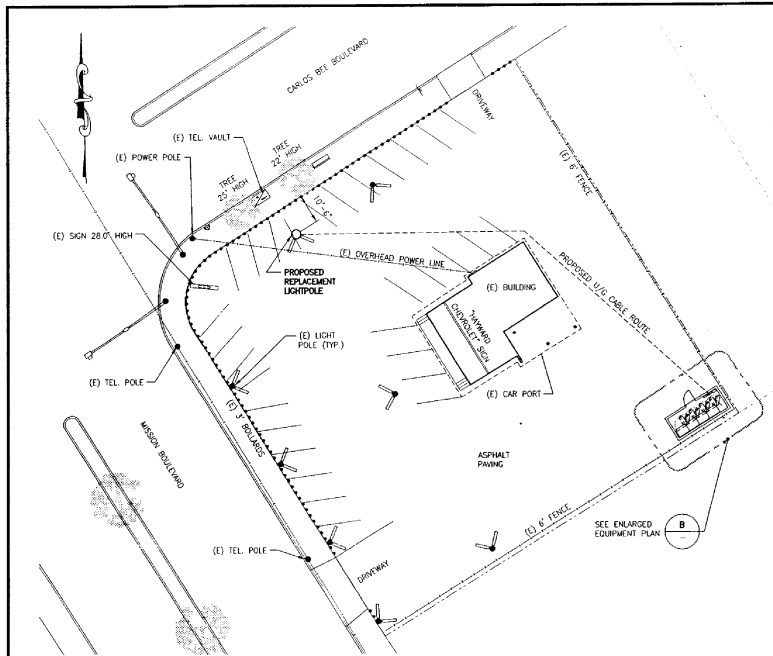 CARLOS BEE BOULEVARD
DRIVEWAY
(E) TEL. VAULT
TREE
22' HIGH
(E) POWER POLE
TREE
25' HIGH
(E) 6' FENCE
10'-6"
(E) SIGN 28.0' HIGH
PROPOSED
REPLACEMENT
LIGHTPOLE
(E) OVERHEAD POWER LINE
PROPOSED U/G CABLE ROUTE
(E) BUILDING
"HAYWARD
CHEVROLET" SIGN
(E) LIGHT
POLE (TYP.)
(E) TEL. POLE
(E) CAR PORT
(E) 3' BOLLARDS
MISSION BOULEVARD
ASPHALT
PAVING
SEE ENLARGED
EQUIPMENT PLAN
B
(E) 6' FENCE
(E) TEL. POLE
DRIVEWAY